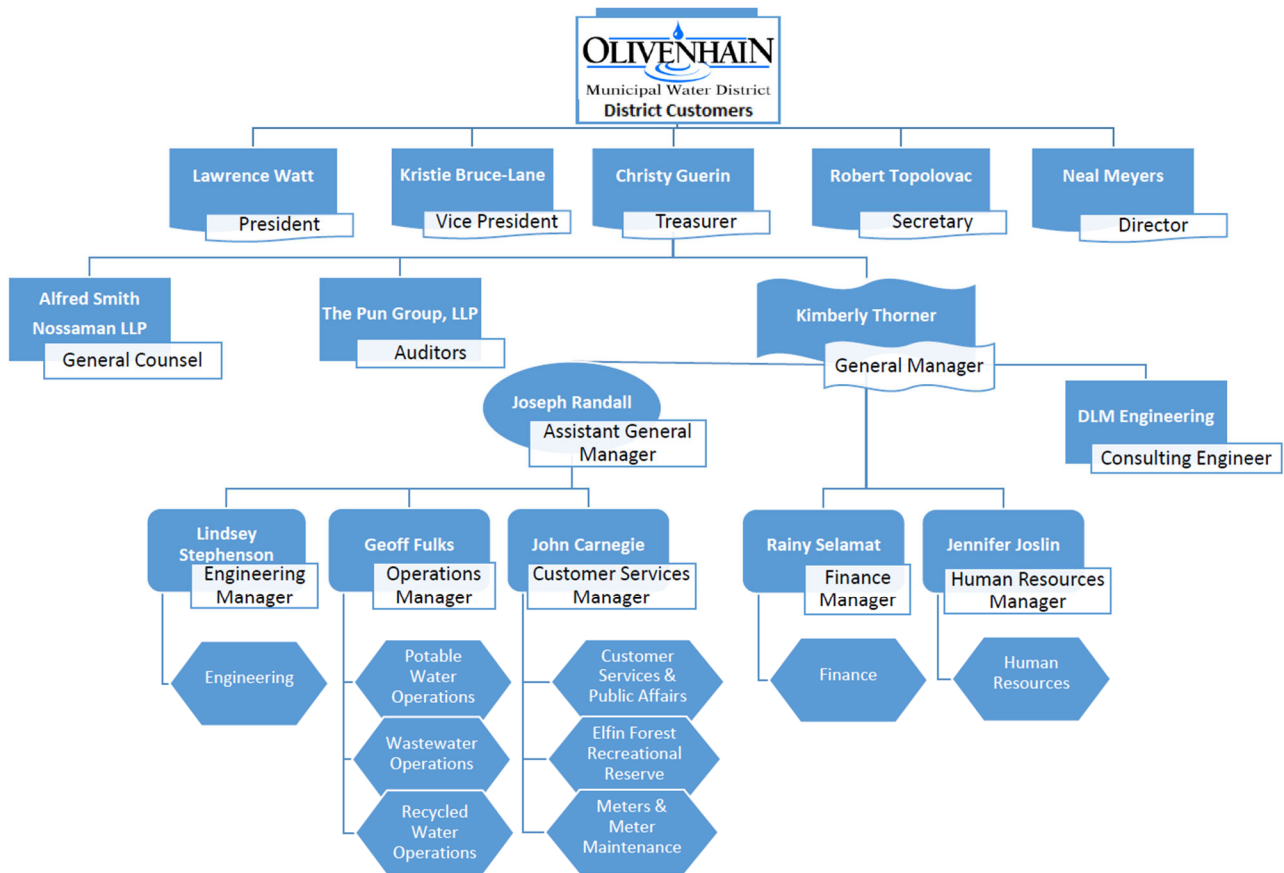 OLIVENHAIN
Municipal Water District
District Customers
Lawrence Watt
President
Kristie Bruce-Lane
Vice President
Christy Guerin
Treasurer
Robert Topolovac
Secretary
Neal Meyers
Director
Alfred Smith
Nossaman LLP
General Counsel
The Pun Group, LLP
Auditors
Kimberly Thorner
General Manager
Joseph Randall
Assistant General
Manager
DLM Engineering
Consulting Engineer
Lindsey
Stephenson
Engineering
Manager
Geoff Fulks
Operations
Manager
John Carnegie
Customer Services
Manager
Rainy Selamat
Finance
Manager
Jennifer Joslin
Human Resources
Manager
Engineering
Potable
Water
Operations
Wastewater
Operations
Recycled
Water
Operations
Customer
Services &
Public Affairs
Elfin Forest
Recreational
Reserve
Meters &
Meter
Maintenance
Finance
Human
Resources